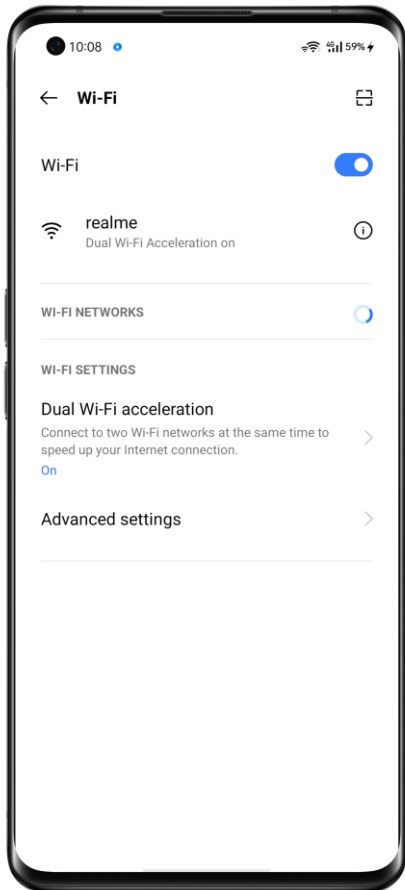 10:08
4G 59%
Wi-Fi
Wi-Fi
realme
Dual Wi-Fi Acceleration on
WI-FI NETWORKS
WI-FI SETTINGS
Dual Wi-Fi acceleration
Connect to two Wi-Fi networks at the same time to
speed up your Internet connection.
On
Advanced settings